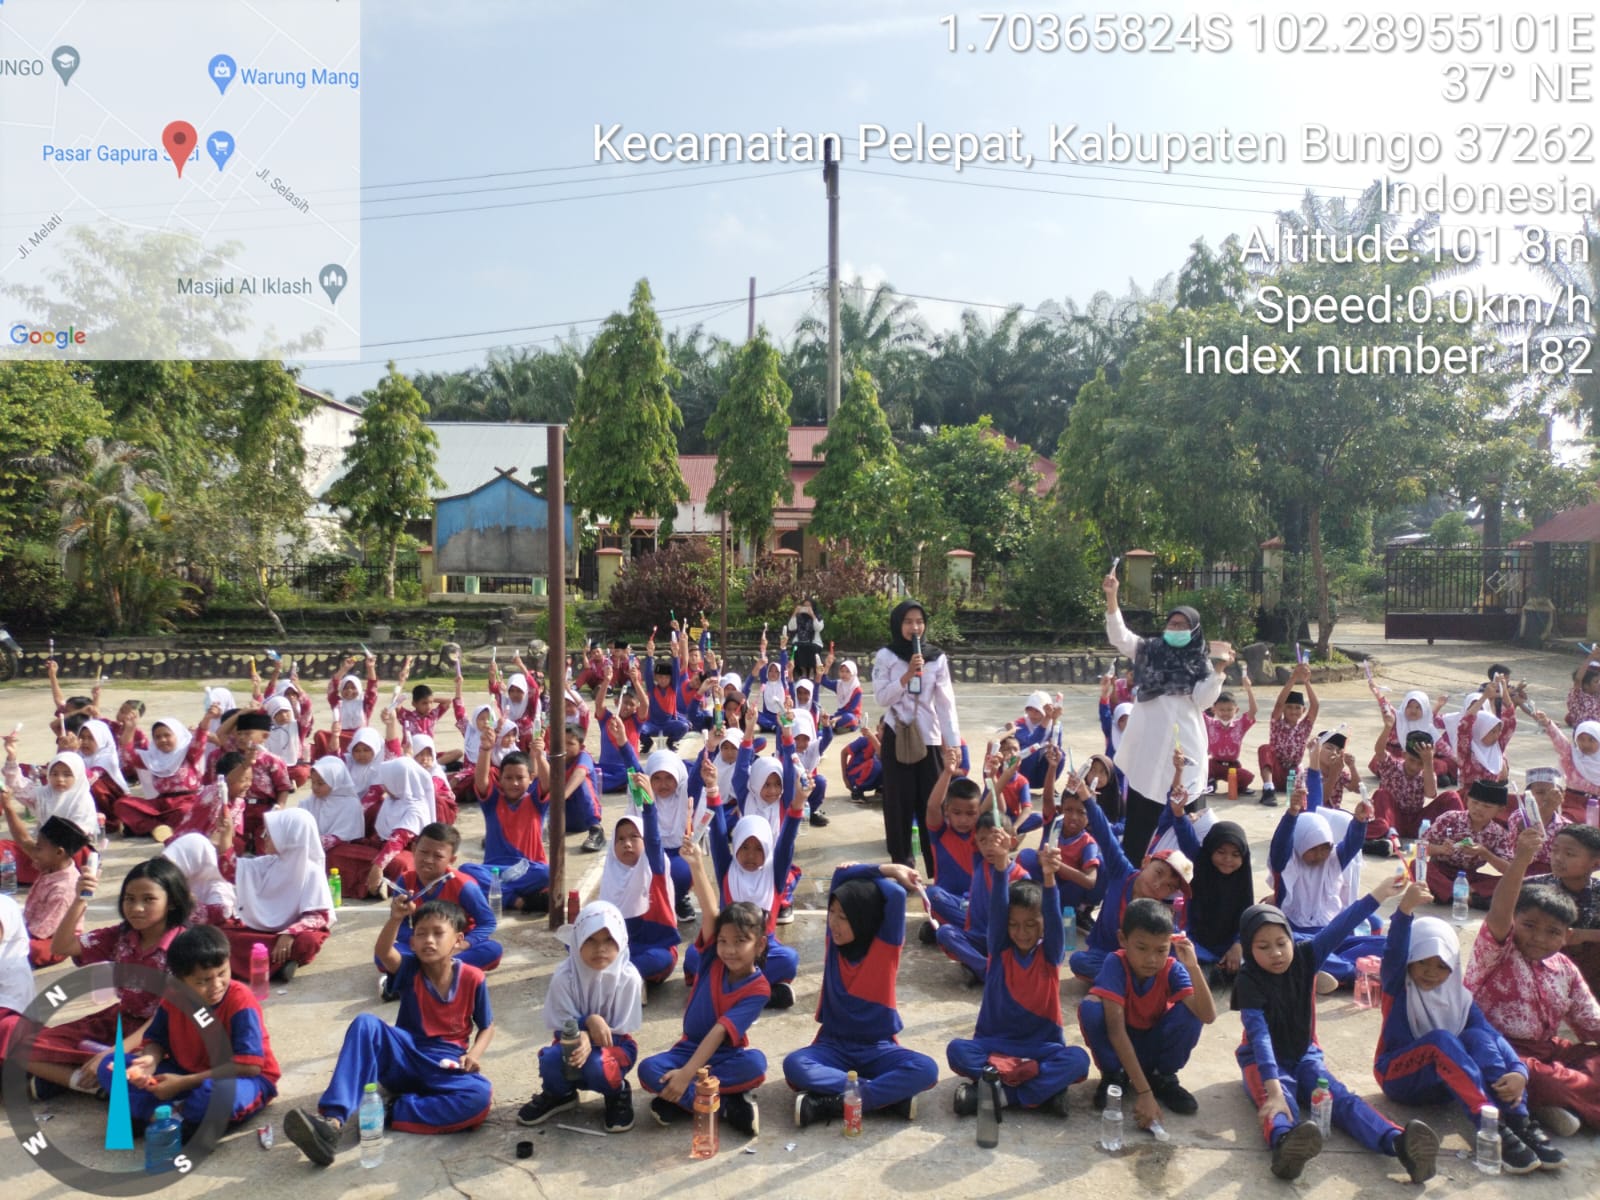 1.70365824S 102.28955101E
37° NE
Kecamatan Pelepat, Kabupaten Bungo 37262
Indonesia
Altitude:101.8m
Speed:0.0km/h
Index number: 182
UNGO
Warung Mang
Pasar Gapura
Jl. Selasih
Jl. Melati
Masjid Al Iklash
Google
N
E
W
S